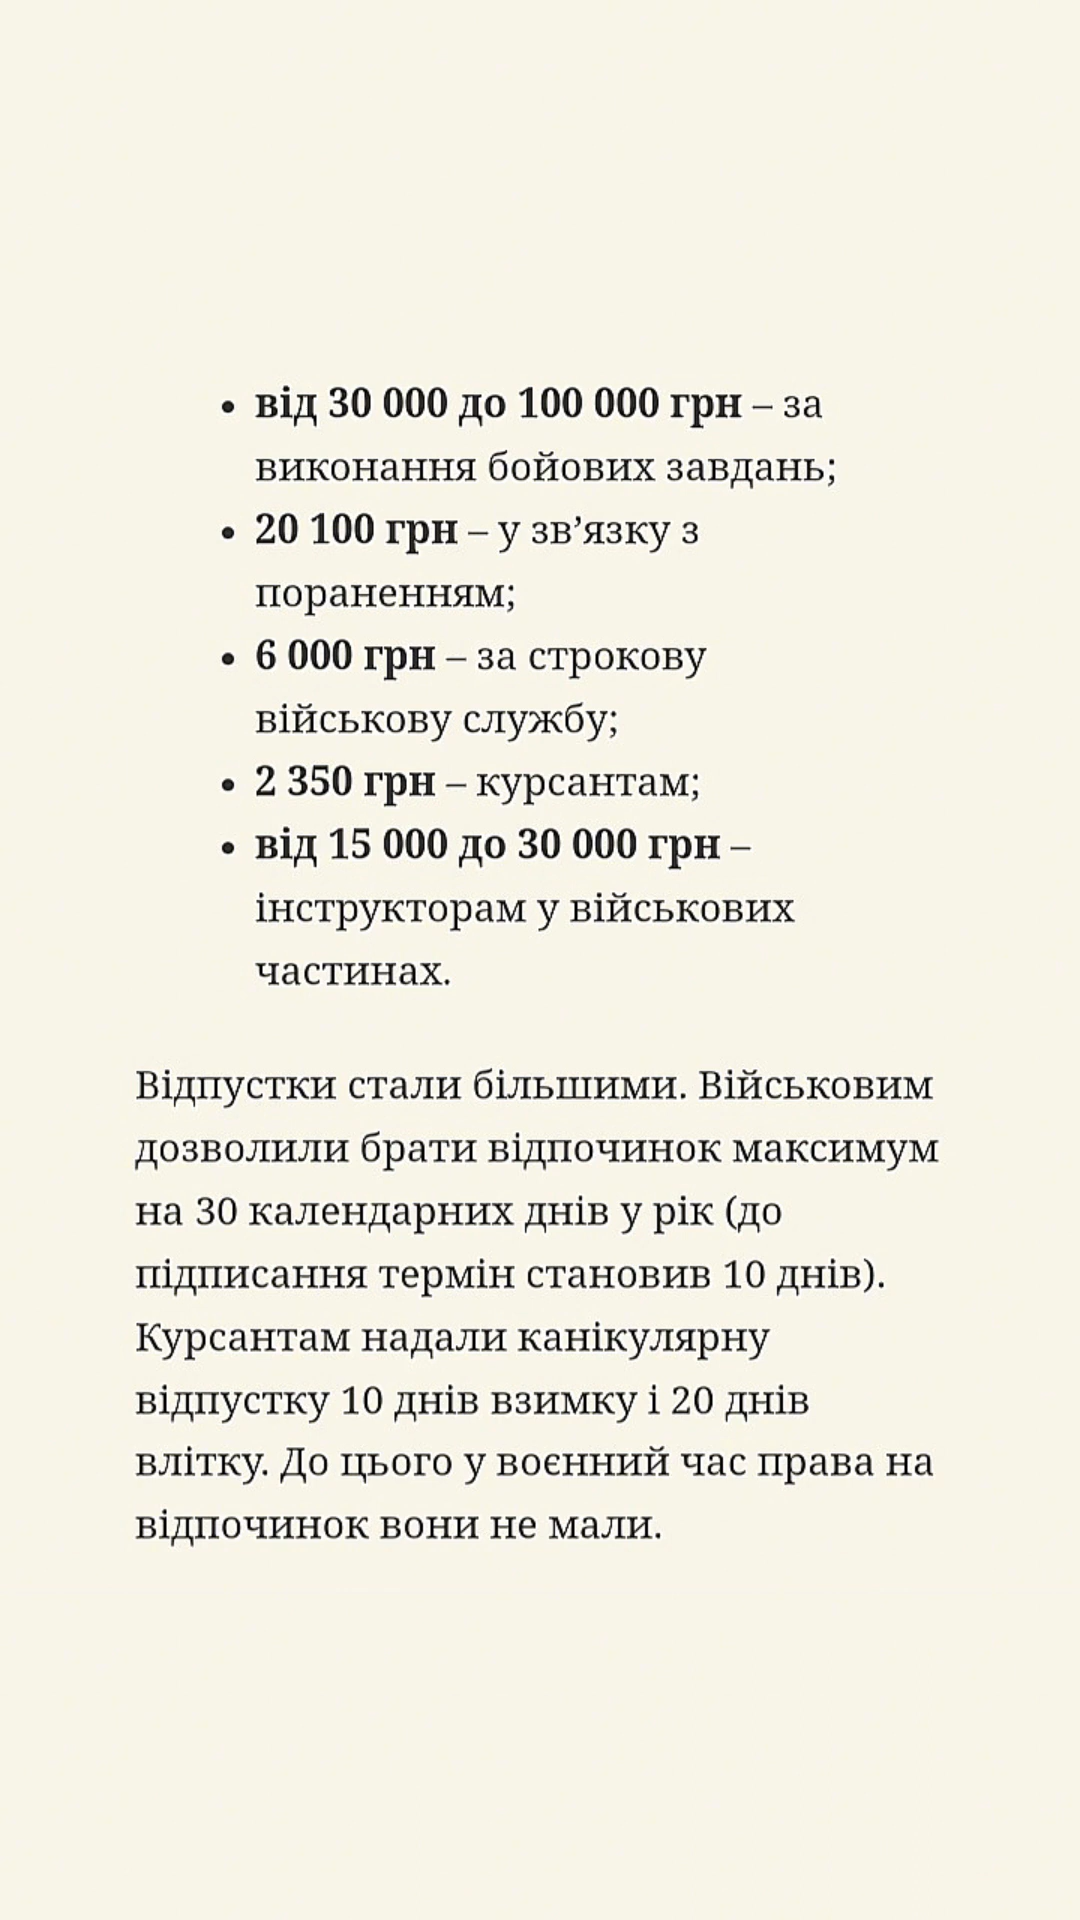 • від 30 000 до 100 000 грн – за
виконання бойових завдань;
• 20 100 грн – у зв’язку з
пораненням;
• 6 000 грн – за строкову
військову службу;
• 2 350 грн – курсантам;
• від 15 000 до 30 000 грн –
інструкторам у військових
частинах.
Відпустки стали більшими. Військовим
дозволили брати відпочинок максимум
на 30 календарних днів у рік (до
підписання термін становив 10 днів).
Курсантам надали канікулярну
відпустку 10 днів взимку і 20 днів
влітку. До цього у воєнний час права на
відпочинок вони не мали.